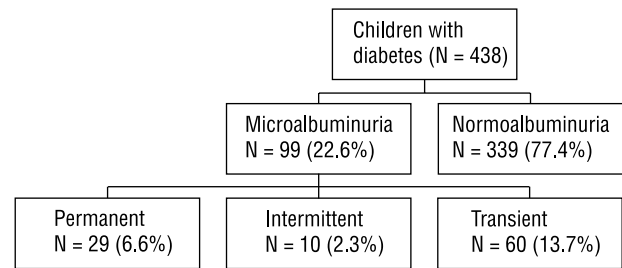 Children with
diabetes (N = 438)
Microalbuminuria
N = 99 (22.6%)
Normoalbuminuria
N = 339 (77.4%)
Permanent
N = 29 (6.6%)
Intermittent
N = 10 (2.3%)
Transient
N = 60 (13.7%)